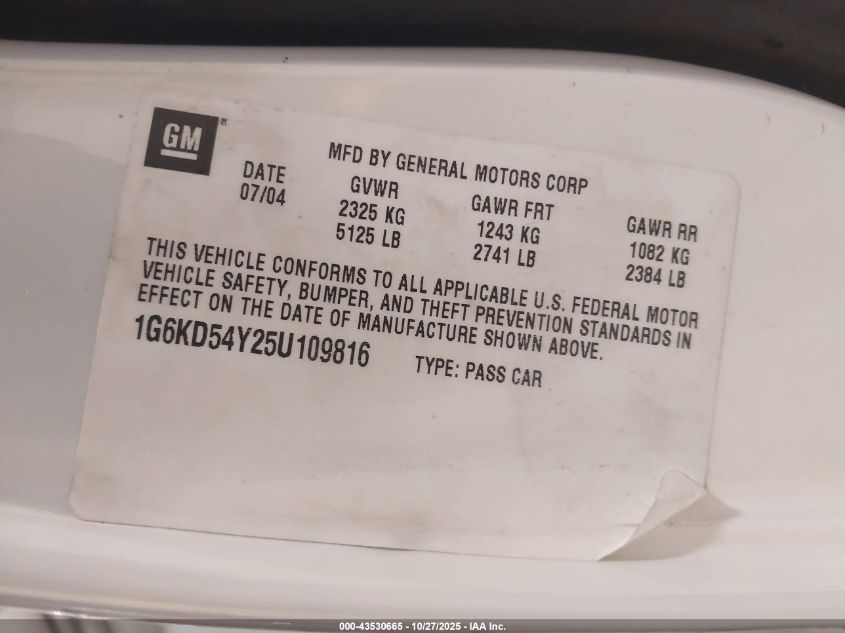 GM®
MFD BY GENERAL MOTORS CORP
DATE GVWR GAWR FRT GAWR RR
07/04 2325 KG 1243 KG 1082 KG
5125 LB 2741 LB 2384 LB
THIS VEHICLE CONFORMS TO ALL APPLICABLE U.S. FEDERAL MOTOR
VEHICLE SAFETY, BUMPER, AND THEFT PREVENTION STANDARDS IN
EFFECT ON THE DATE OF MANUFACTURE SHOWN ABOVE.
1G6KD54Y25U109816 TYPE: PASS CAR
000-43530665 - 10/27/2025 - IAA Inc.